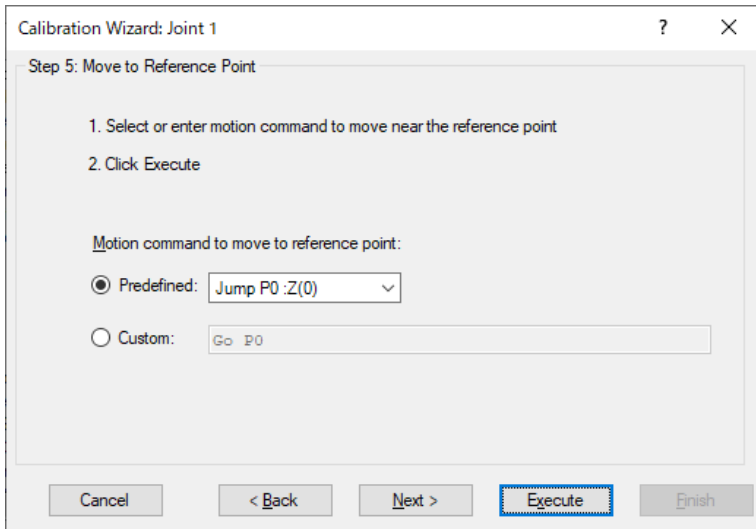 Calibration Wizard: Joint 1
Step 5: Move to Reference Point
1. Select or enter motion command to move near the reference point
2. Click Execute
Motion command to move to reference point:
Predefined: Jump P0 :Z(0)
Custom: Go P0
Cancel < Back Next > Execute Finish